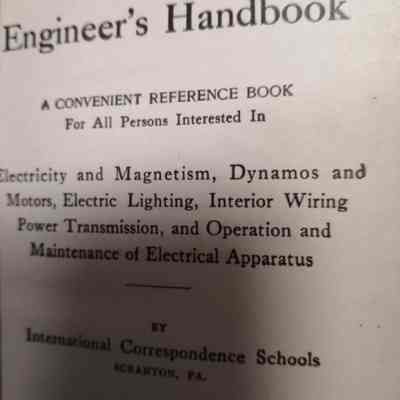 Engineer's Handbook
A CONVENIENT REFERENCE BOOK
For All Persons Interested In
Electricity and Magnetism, Dynamos and
Motors, Electric Lighting, Interior Wiring
Power Transmission, and Operation and
Maintenance of Electrical Apparatus
BY
International Correspondence Schools
SCRANTON, PA.